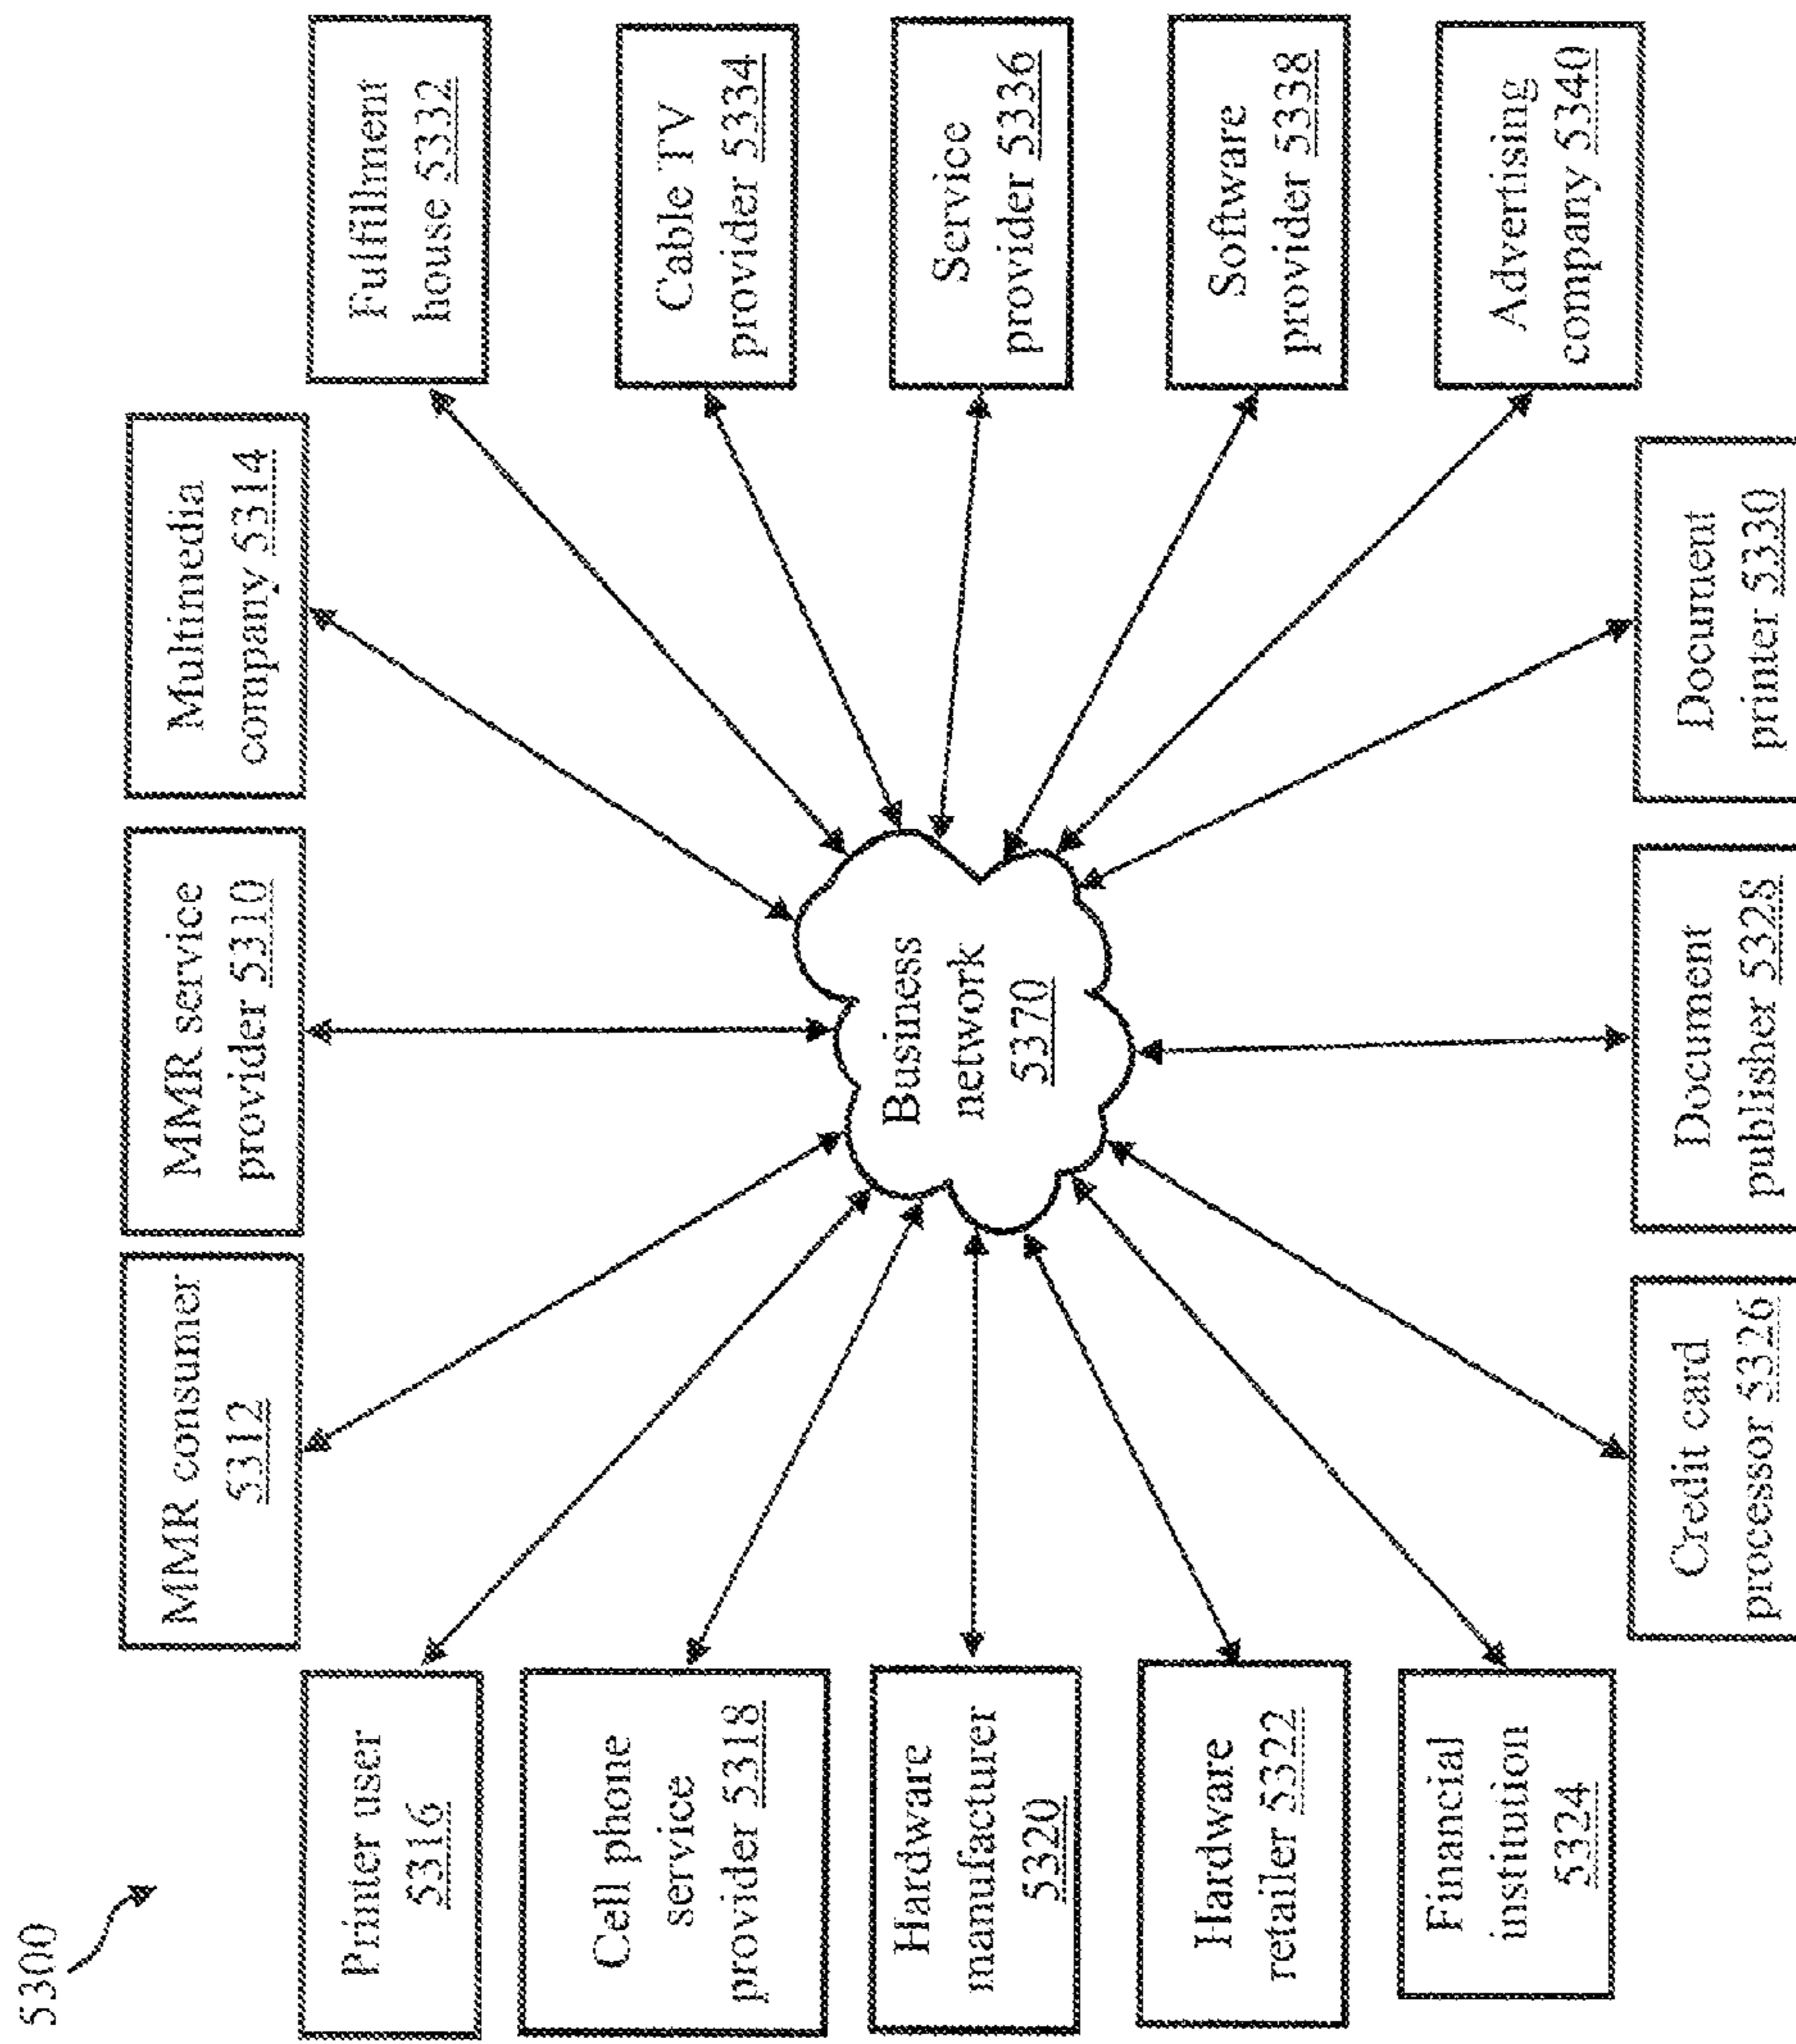 5300
MMR consumer
5312
MMR service
provider 5310
Multimedia
company 5314
Printer user
5316
Fulfillment
house 5332
Cell phone
service
provider 5318
Cable TV
provider 5334
Hardware
manufacturer
5320
Business
network
5370
Service
provider 5336
Hardware
retailer 5322
Software
provider 5338
Financial
institution
5324
Advertising
company 5340
Credit card
processor 5326
Document
publisher 5328
Document
printer 5330